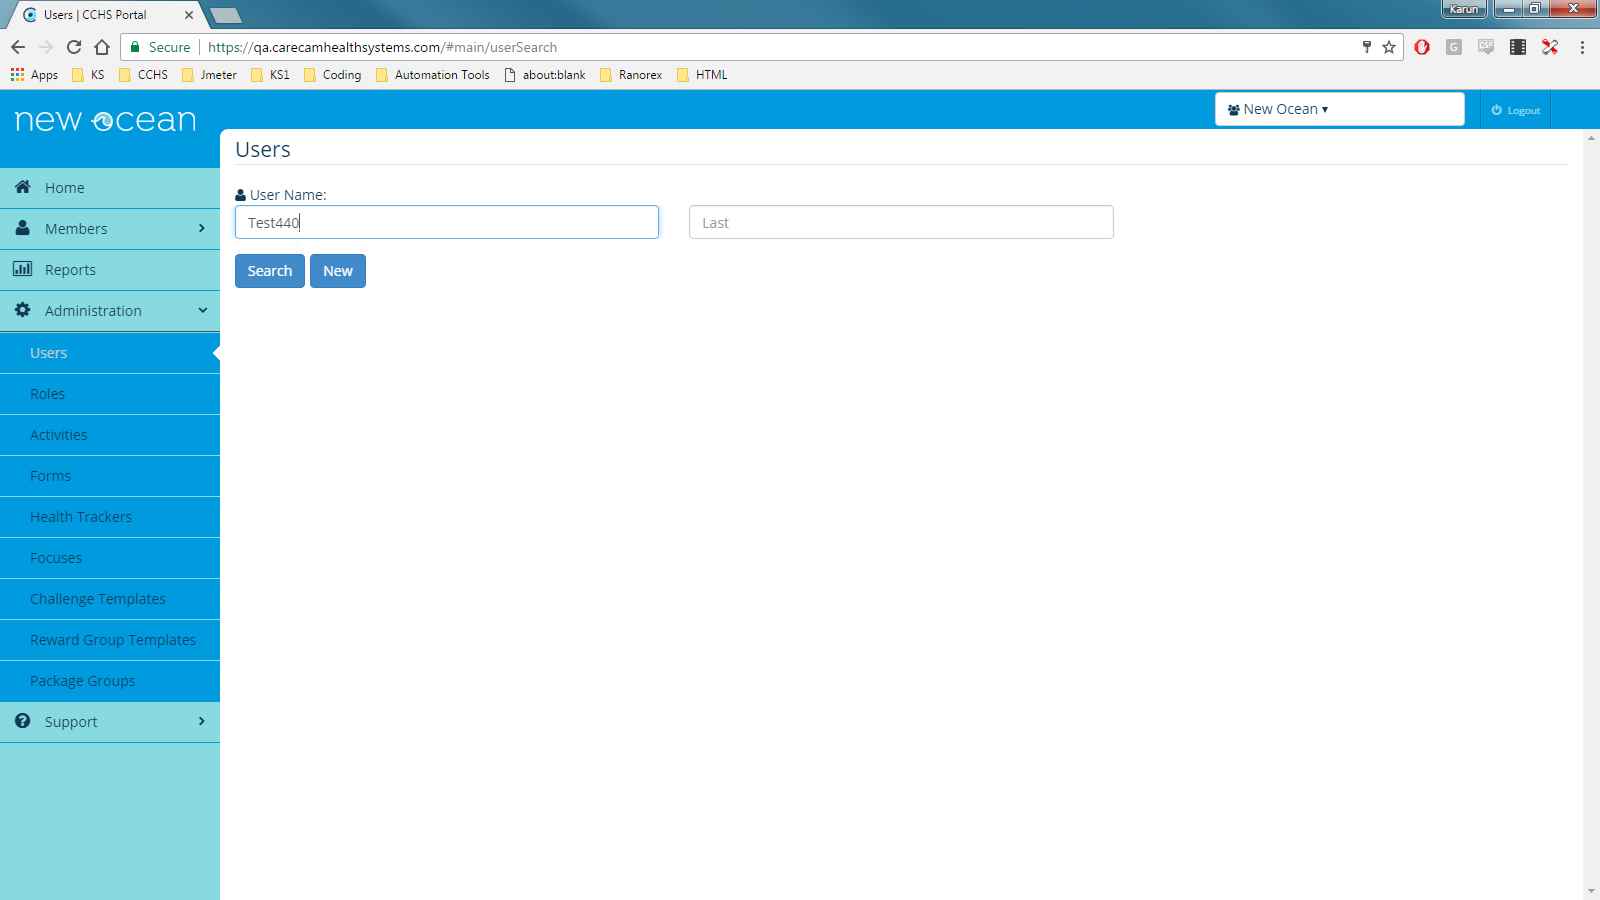 Users | CCHS Portal
Karun
Secure https://qa.carecamhealthsystems.com/#main/userSearch
Apps KS CCHS Jmeter KS1 Coding Automation Tools about:blank Ranorex HTML
new ocean
New Ocean
Logout
Users
Home
User Name:
Test440
Last
Members
Reports
Search
New
Administration
Users
Roles
Activities
Forms
Health Trackers
Focuses
Challenge Templates
Reward Group Templates
Package Groups
Support